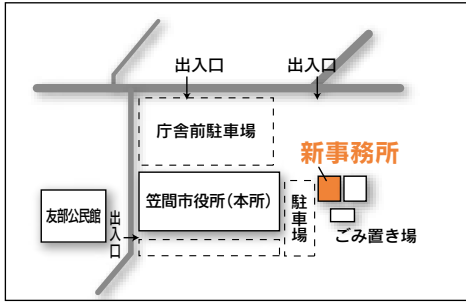 出入口 出入口
庁舎前駐車場
新事務所
笠間市役所(本所)
駐車場
友部公民館
出入口
ごみ置き場